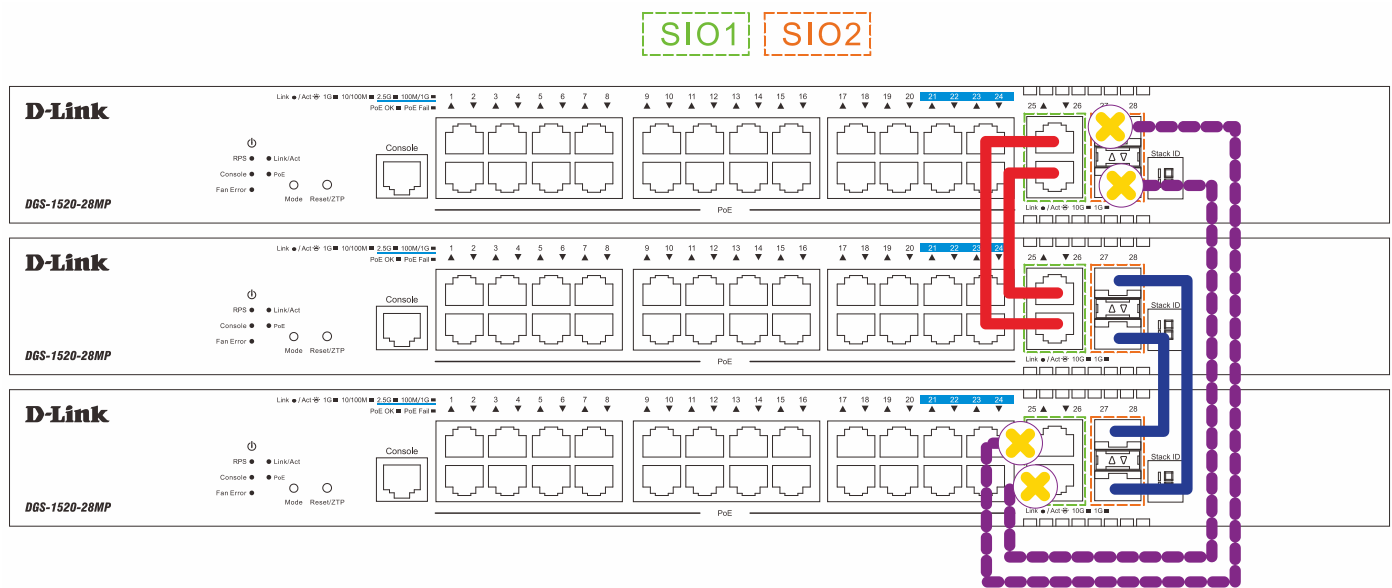 SIO1 SIO2
D-Link
Link ● / Act 1G ■ 10/100M ■ 2.5G ■ 100M/1G ■
PoE OK ■ PoE Fail ■
1 2 3 4 5 6 7 8 9 10 11 12 13 14 15 16 17 18 19 20 21 22 23 24 25 26 27 28
RPS Link/Act
Console PoE
Fan Error
Mode Reset/ZTP
Console
Stack ID
DGS-1520-28MP
PoE
Link ● / Act 10G ■ 1G ■
D-Link
Link ● / Act 1G ■ 10/100M ■ 2.5G ■ 100M/1G ■
PoE OK ■ PoE Fail ■
1 2 3 4 5 6 7 8 9 10 11 12 13 14 15 16 17 18 19 20 21 22 23 24 25 26 27 28
RPS Link/Act
Console PoE
Fan Error
Mode Reset/ZTP
Console
Stack ID
DGS-1520-28MP
PoE
Link ● / Act 10G ■ 1G ■
D-Link
Link ● / Act 1G ■ 10/100M ■ 2.5G ■ 100M/1G ■
PoE OK ■ PoE Fail ■
1 2 3 4 5 6 7 8 9 10 11 12 13 14 15 16 17 18 19 20 21 22 23 24 25 26 27 28
RPS Link/Act
Console PoE
Fan Error
Mode Reset/ZTP
Console
Stack ID
DGS-1520-28MP
PoE
Link ● / Act 10G ■ 1G ■